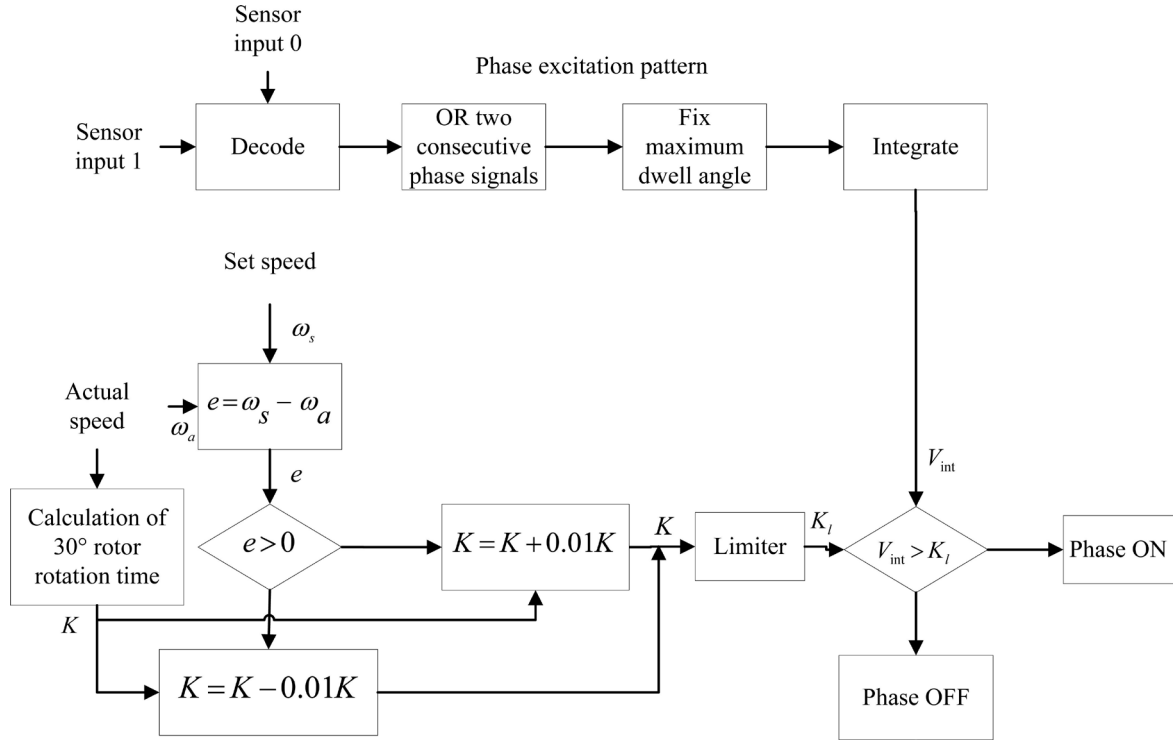 Sensor
input 0
Phase excitation pattern
Sensor
input 1
Decode
OR two
consecutive
phase signals
Fix
maximum
dwell angle
Integrate
Set speed
ω_s
Actual
speed
ω_a
e=ω_s − ω_a
e
V_int
Calculation of
30° rotor
rotation time
e>0
K=K+0.01K
K
Limiter
K_l
V_int>K_l
Phase ON
K
K=K−0.01K
Phase OFF